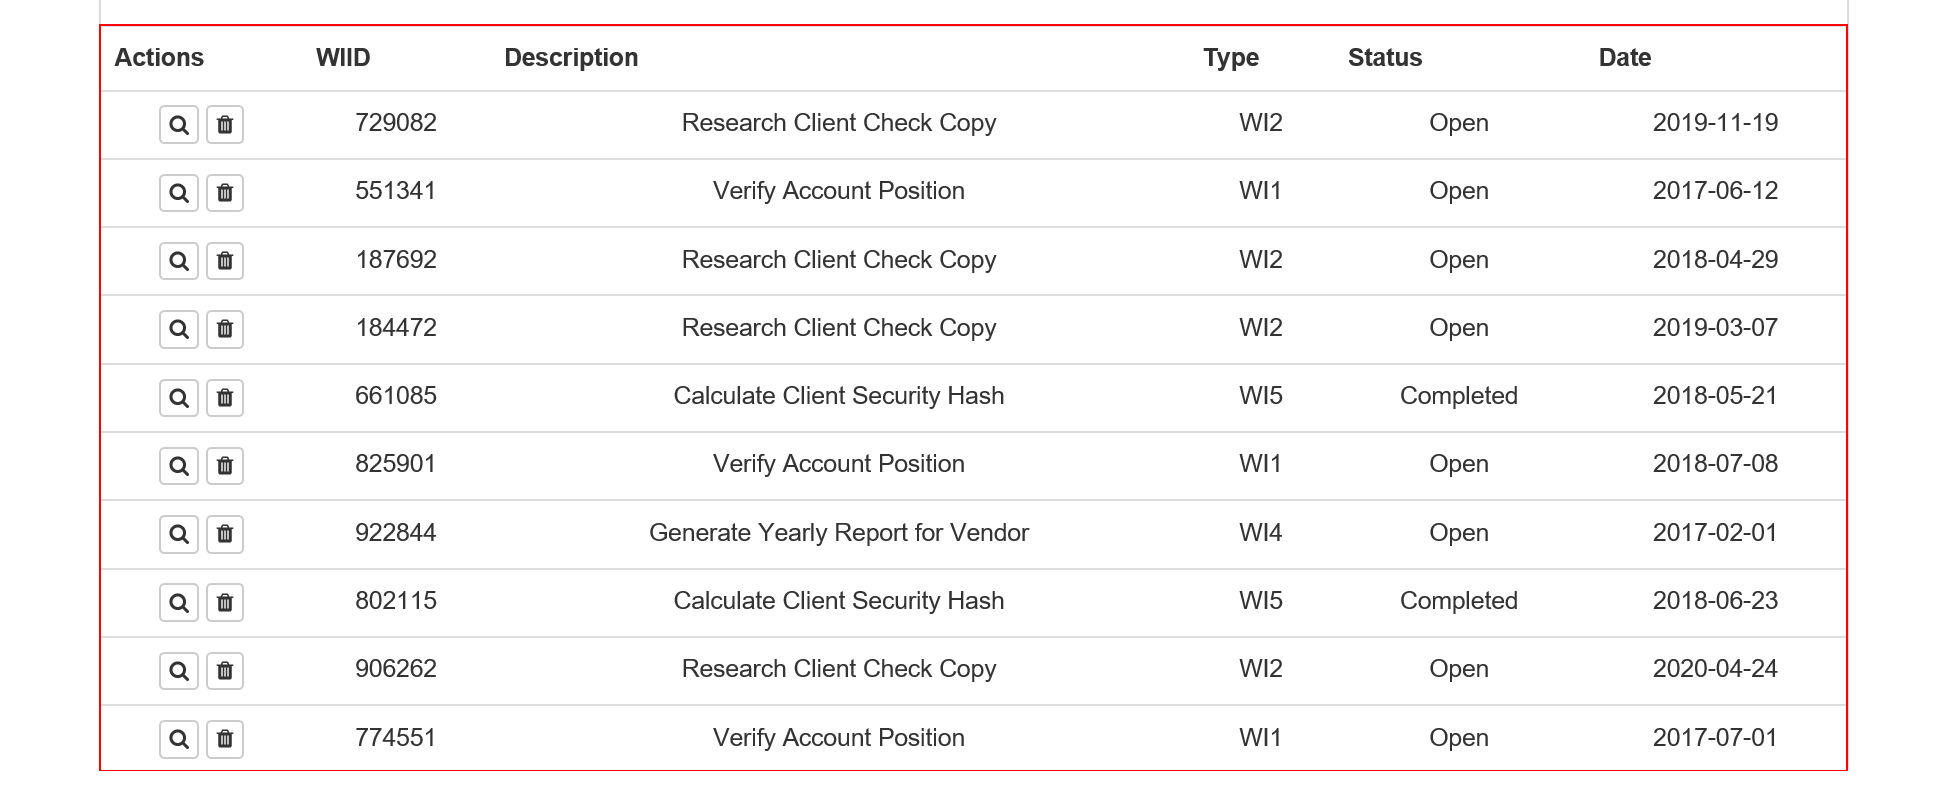 Actions WIID Description Type Status Date
729082 Research Client Check Copy WI2 Open 2019-11-19
551341 Verify Account Position WI1 Open 2017-06-12
187692 Research Client Check Copy WI2 Open 2018-04-29
184472 Research Client Check Copy WI2 Open 2019-03-07
661085 Calculate Client Security Hash WI5 Completed 2018-05-21
825901 Verify Account Position WI1 Open 2018-07-08
922844 Generate Yearly Report for Vendor WI4 Open 2017-02-01
802115 Calculate Client Security Hash WI5 Completed 2018-06-23
906262 Research Client Check Copy WI2 Open 2020-04-24
774551 Verify Account Position WI1 Open 2017-07-01